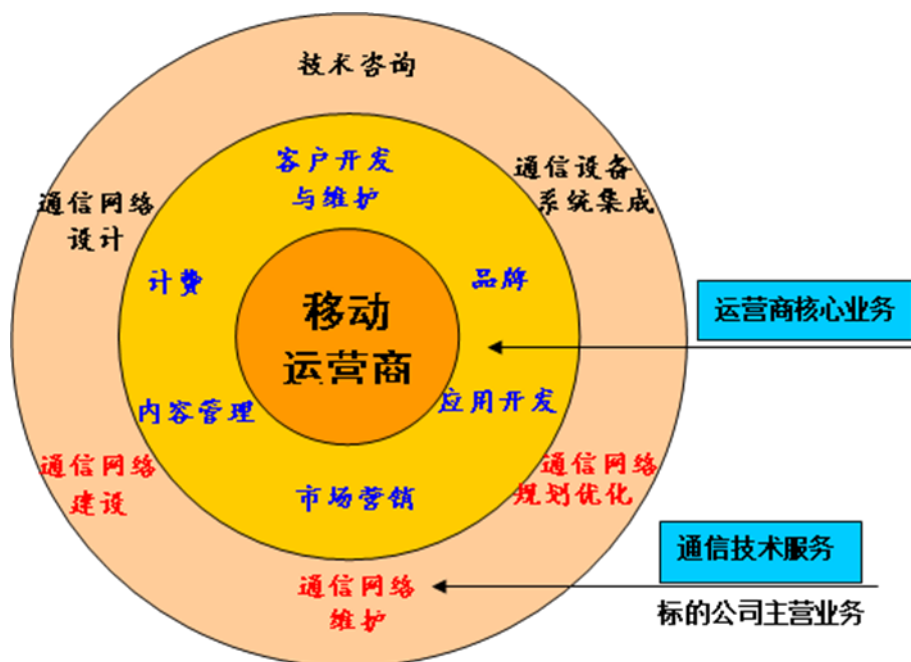 技术咨询
客户开发
与维护
通信设备
系统集成
通信网络
设计
计费
品牌
移动
运营商
运营商核心业务
内容管理
应用开发
通信网络
建设
市场营销
通信网络
规划优化
通信技术服务
通信网络
维护
标的公司主营业务